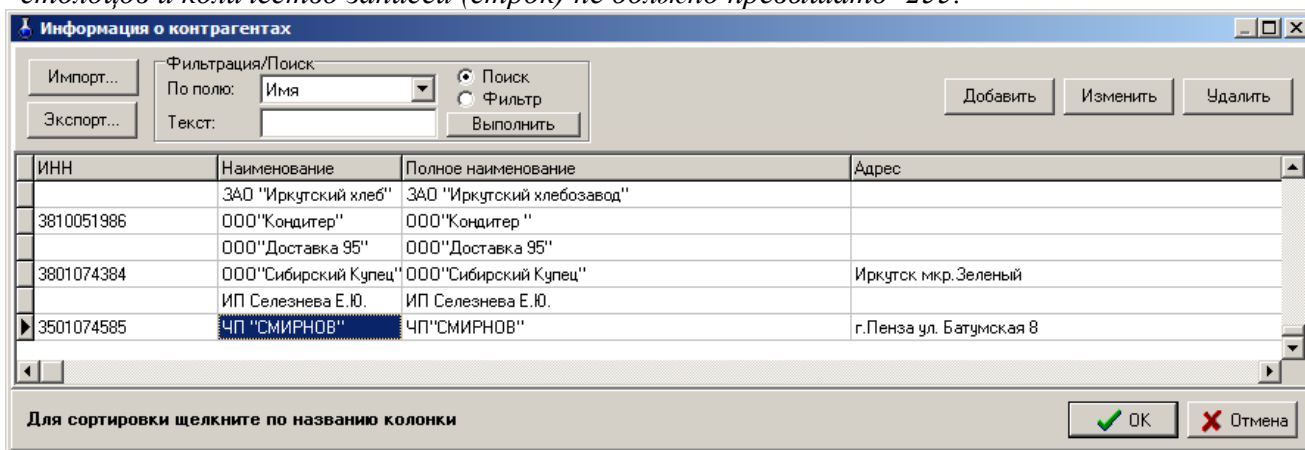 столбцов и количество записей (строк) не должно превышать 255.
Информация о контрагентах
Импорт...
Экспорт...
Фильтрация/Поиск
По полю: Имя
Текст:
Поиск
Фильтр
Выполнить
Добавить Изменить Удалить
ИНН Наименование Полное наименование Адрес
ЗАО "Иркутский хлеб" ЗАО "Иркутский хлебозавод"
3810051986 ООО"Кондитер" ООО"Кондитер "
ООО"Доставка 95" ООО"Доставка 95"
3801074384 ООО"Сибирский Купец" ООО"Сибирский Купец" Иркутск мкр.Зеленый
ИП Селезнева Е.Ю. ИП Селезнева Е.Ю.
3501074585 ЧП "СМИРНОВ" ЧП"СМИРНОВ" г.Пенза ул. Батумская 8
Для сортировки щелкните по названию колонки
OK Отмена